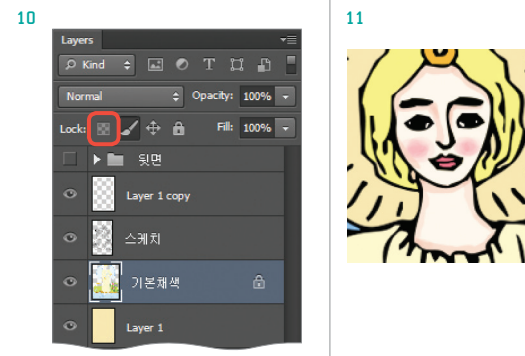 10
Layers
Kind
T
Normal
Opacity: 100%
Lock:
Fill: 100%
뒷면
Layer 1 copy
스케치
기본채색
Layer 1
11